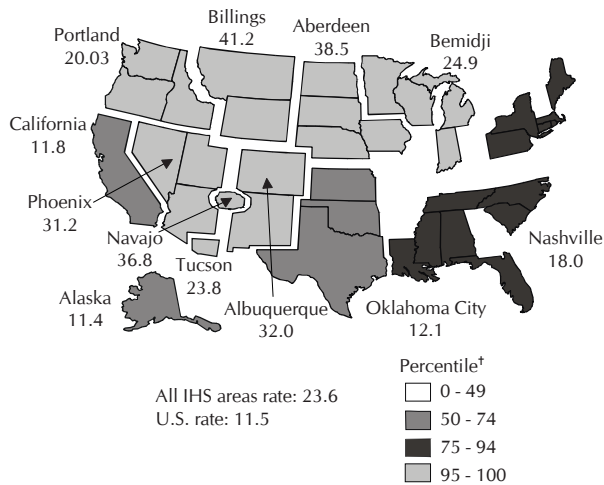 Portland
20.03
Billings
41.2
Aberdeen
38.5
Bemidji
24.9
California
11.8
Phoenix
31.2
Navajo
36.8
Tucson
23.8
Nashville
18.0
Alaska
11.4
Albuquerque
32.0
Oklahoma City
12.1
All IHS areas rate: 23.6
U.S. rate: 11.5
Percentile†
0 - 49
50 - 74
75 - 94
95 - 100